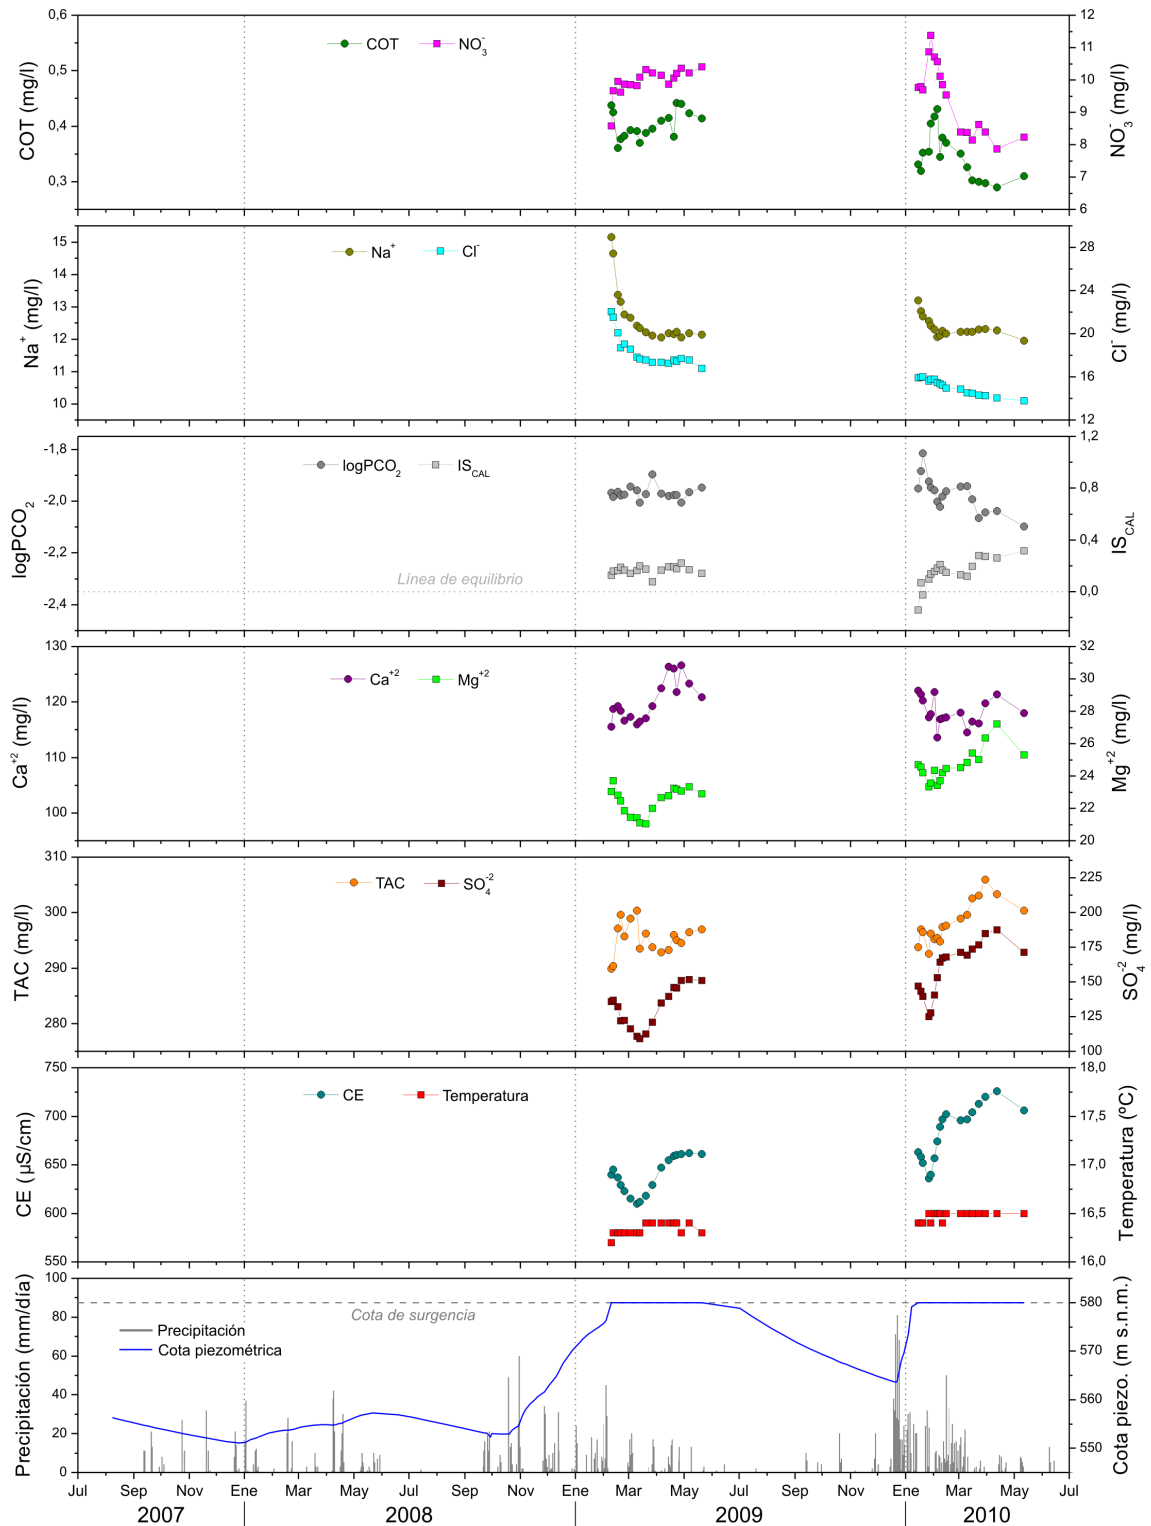 COT NO₃⁻
COT (mg/l)
0,6
0,5
0,4
0,3
NO₃⁻ (mg/l)
12
11
10
9
8
7
6
Na⁺ Cl⁻
Na⁺ (mg/l)
15
14
13
12
11
10
Cl⁻ (mg/l)
28
24
20
16
12
logPCO₂ IS_CAL
logPCO₂
-1,8
-2,0
-2,2
-2,4
Línea de equilibrio
IS_CAL
1,2
0,8
0,4
0,0
Ca⁺² Mg⁺²
Ca⁺² (mg/l)
130
120
110
100
Mg⁺² (mg/l)
32
30
28
26
24
22
20
TAC SO₄⁻²
TAC (mg/l)
310
300
290
280
SO₄⁻² (mg/l)
225
200
175
150
125
100
CE Temperatura
CE (µS/cm)
750
700
650
600
550
Temperatura (ºC)
18,0
17,5
17,0
16,5
16,0
Precipitación (mm/día)
100
80
60
40
20
0
Cota de surgencia
Precipitación
Cota piezométrica
Cota piezo. (m s.n.m.)
580
570
560
550
Jul Sep Nov Ene Mar May Jul Sep Nov Ene Mar May Jul Sep Nov Ene Mar May Jul
2007 2008 2009 2010